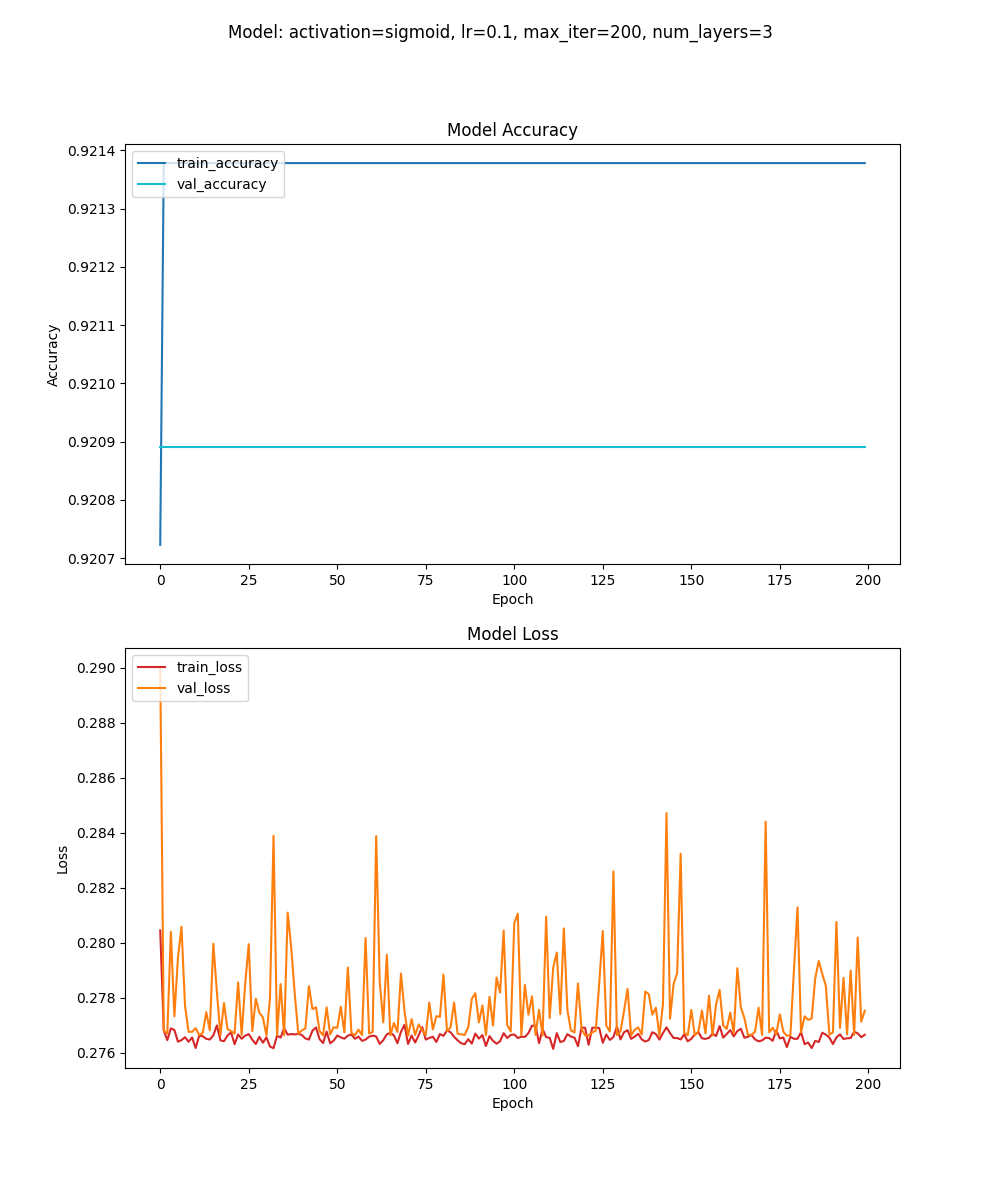 Model: activation=sigmoid, lr=0.1, max_iter=200, num_layers=3
Model Accuracy
train_accuracy
val_accuracy
0.9214
0.9213
0.9212
0.9211
0.9210
0.9209
0.9208
0.9207
Accuracy
0 25 50 75 100 125 150 175 200
Epoch
Model Loss
train_loss
val_loss
0.290
0.288
0.286
0.284
0.282
0.280
0.278
0.276
Loss
0 25 50 75 100 125 150 175 200
Epoch